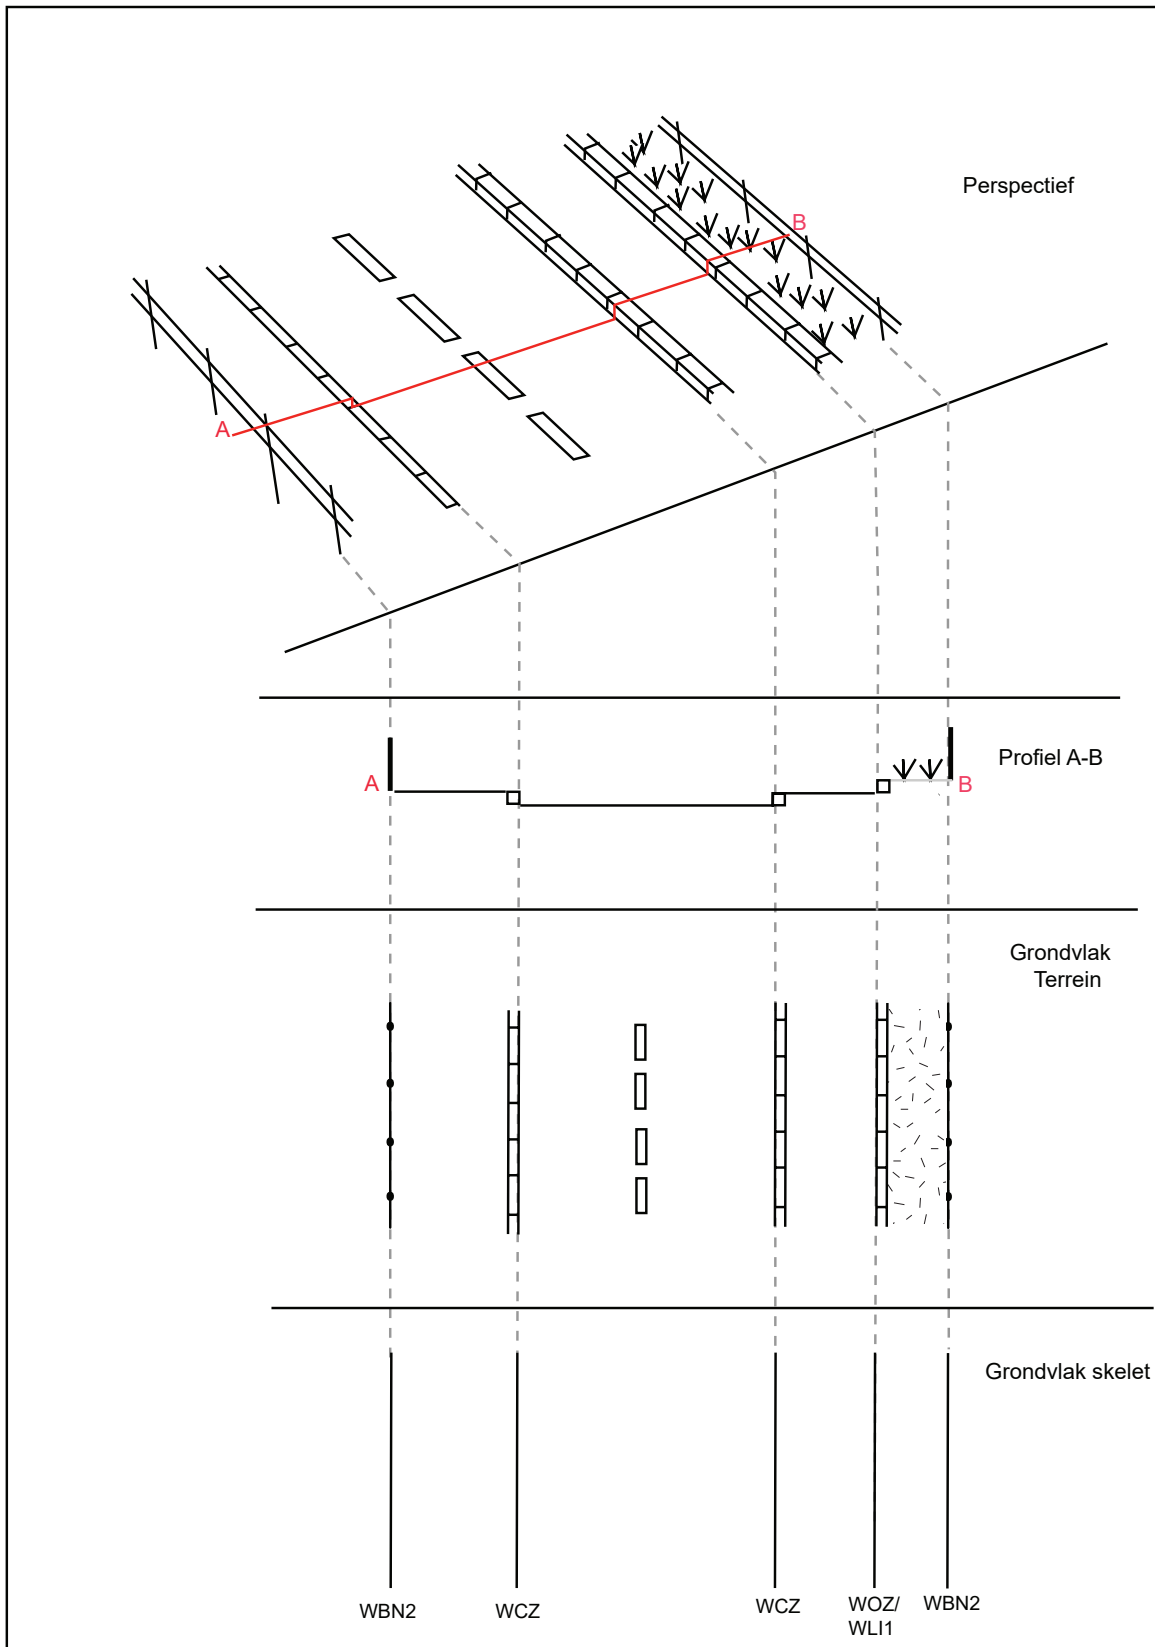 Perspectief
B
A
Profiel A-B
A
B
Grondvlak
Terrein
Grondvlak skelet
WBN2
WCZ
WCZ
WOZ/
WLI1
WBN2